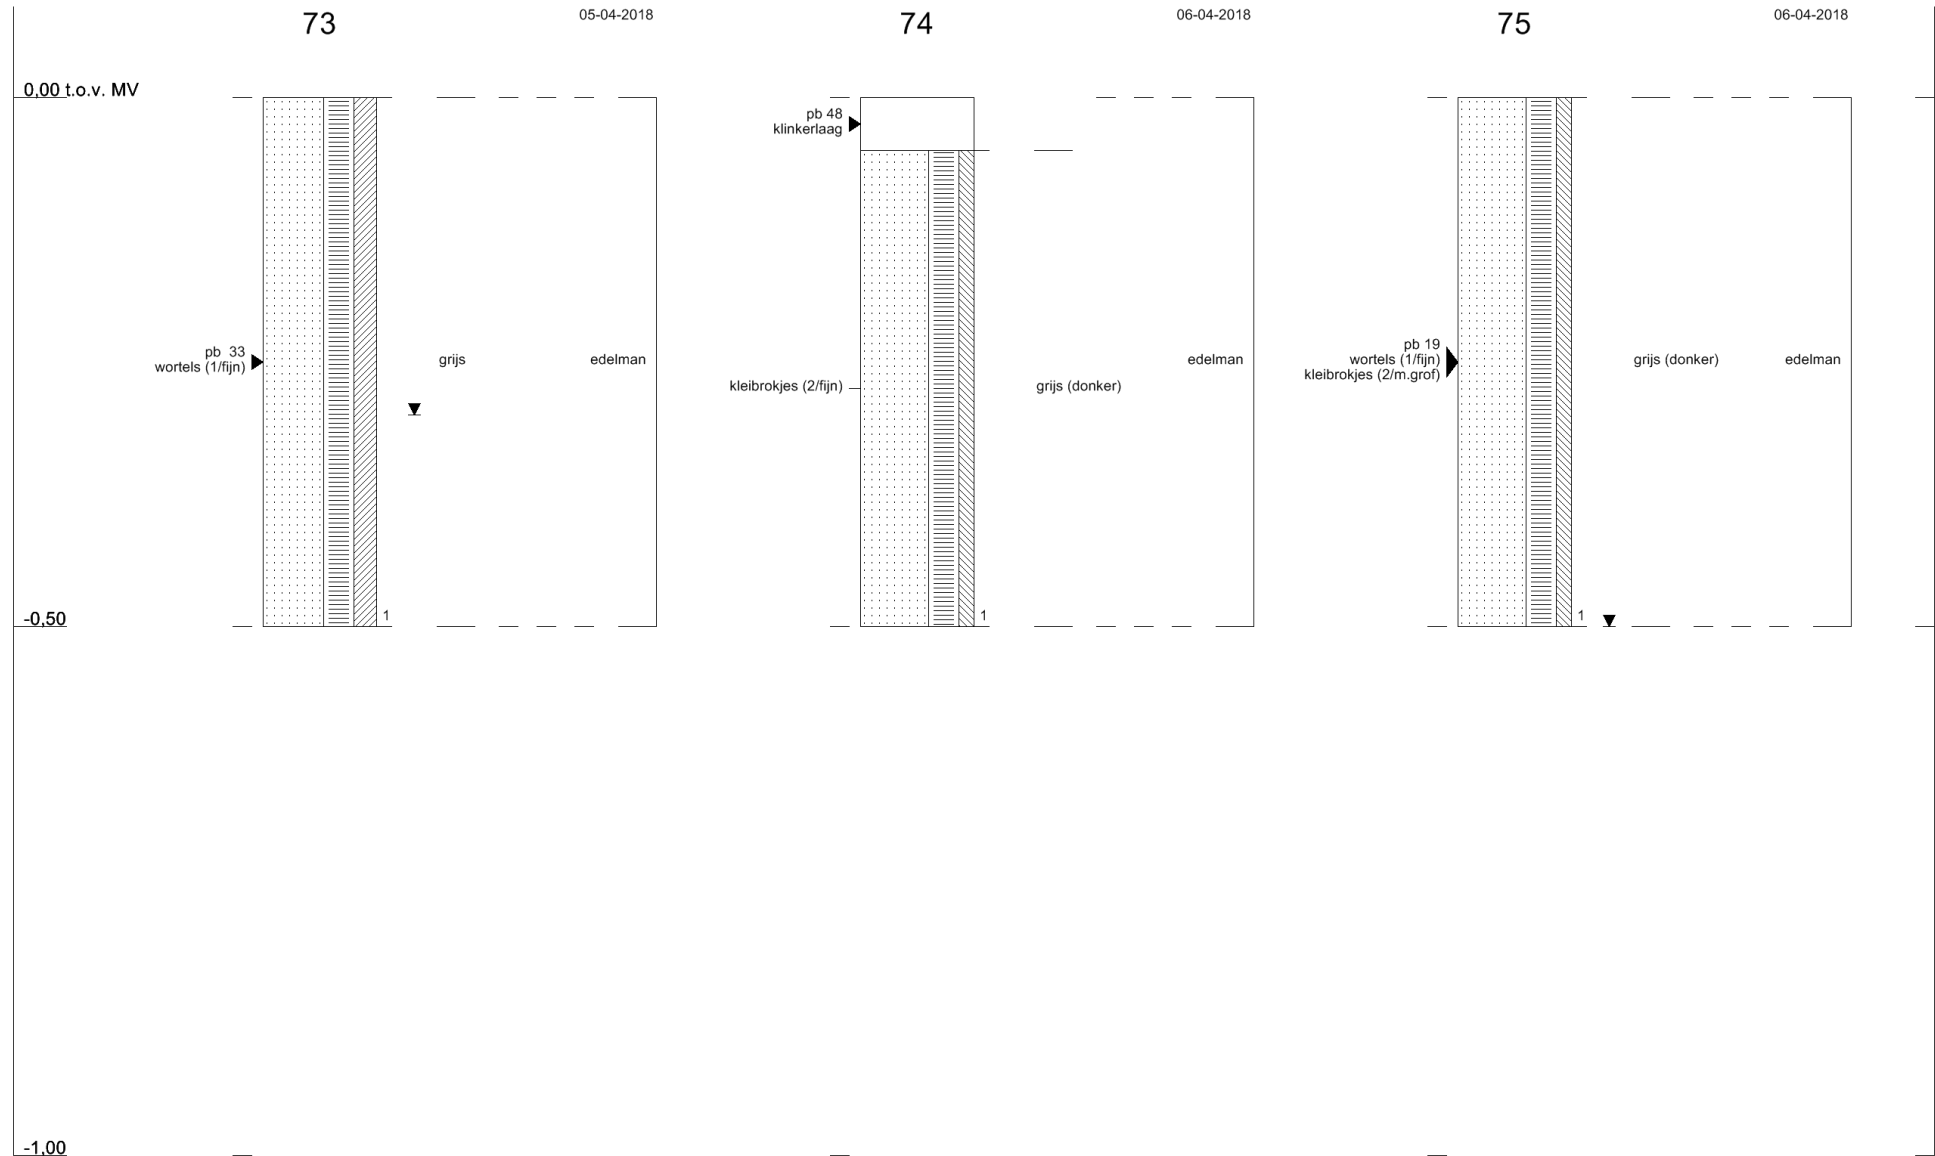 73
05-04-2018
74
06-04-2018
75
06-04-2018
0,00 t.o.v. MV
pb  33
wortels (1/fijn)
grijs
edelman
1
pb 48
klinkerlaag
kleibrokjes (2/fijn)
grijs (donker)
edelman
1
pb 19
wortels (1/fijn)
kleibrokjes (2/m.grof)
grijs (donker)
edelman
1
-0,50
-1,00